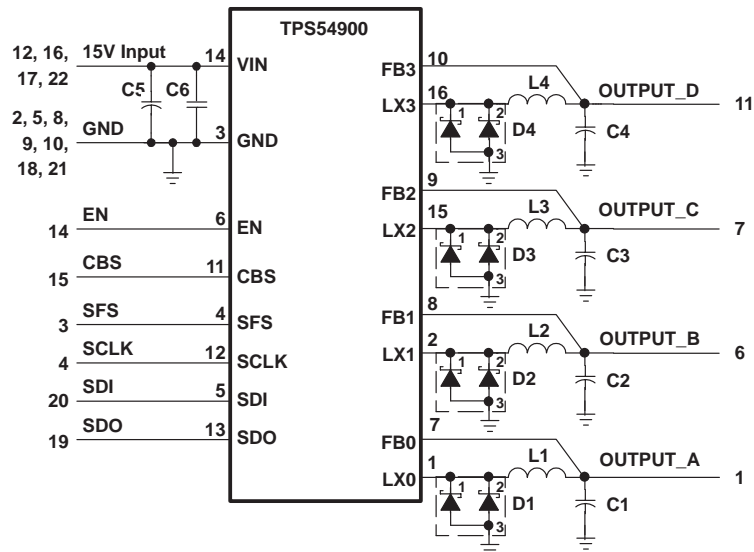 TPS54900
12, 16,
17, 22
15V Input
14
VIN
C5
C6
2, 5, 8,
9, 10,
18, 21
GND
3
GND
14
EN
6
EN
15
CBS
11
CBS
3
SFS
4
SFS
4
SCLK
12
SCLK
20
SDI
5
SDI
19
SDO
13
SDO
FB3
10
LX3
16
1
2
3
D4
L4
OUTPUT_D
11
C4
FB2
9
LX2
15
1
2
3
D3
L3
OUTPUT_C
7
C3
FB1
8
LX1
2
1
2
3
D2
L2
OUTPUT_B
6
C2
FB0
7
LX0
1
1
2
3
D1
L1
OUTPUT_A
1
C1